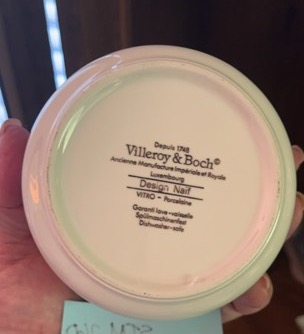 Depuis 1748
Villeroy & Boch©
Ancienne Manufacture Impériale et Royale
Luxembourg
Design Naif
VITRO - Porcelaine
Garanti lave-vaisselle
Spülmaschinenfest
Dishwasher-safe